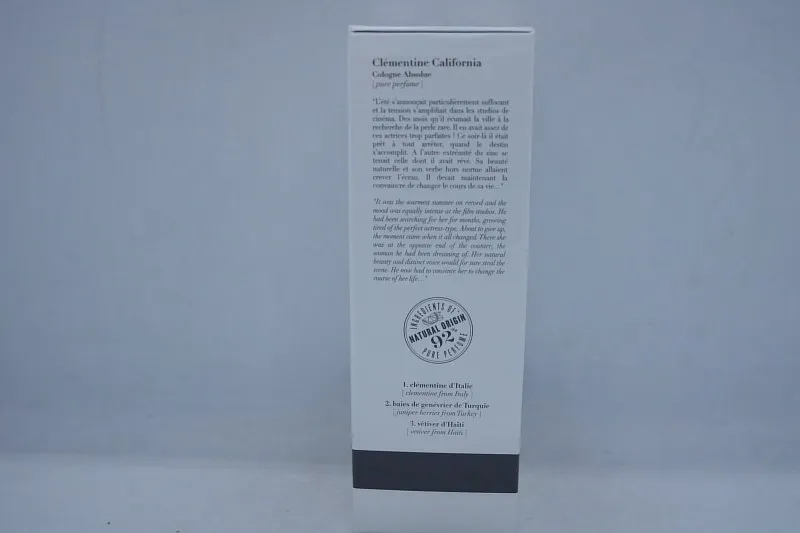 Clémentine California
Cologne Absolue
[ pure perfume ]
"L'été s'annonçait particulièrement suffocant
et la tension s'amplifiait dans les studios de
cinéma. Des mois qu'il écumait la ville à la
recherche de la perle rare. Il en avait assez de
ces actrices trop parfaites ! Ce soir-là il était
prêt à tout arrêter, quand le destin
s'accomplit. A l'autre extrémité du zinc se
tenait celle dont il avait rêvé. Sa beauté
naturelle et son verbe hors norme allaient
crever l'écran. Il devait maintenant la
convaincre de changer le cours de sa vie..."
"It was the warmest summer on record and the
mood was equally intense at the film studios. He
had been searching for her for months, growing
tired of the perfect actress-type. About to give up,
the moment came when it all changed. There she
was at the opposite end of the counter; the
woman he had been dreaming of. Her natural
beauty and distinct voice would for sure steal the
scene. He now had to convince her to change the
course of her life..."
INGREDIENTS OF
NATURAL ORIGIN
92%
PURE PERFUME
1. clémentine d'Italie
[ clementine from Italy ]
2. baies de genévrier de Turquie
[ juniper berries from Turkey ]
3. vétiver d'Haïti
[ vetiver from Haiti ]